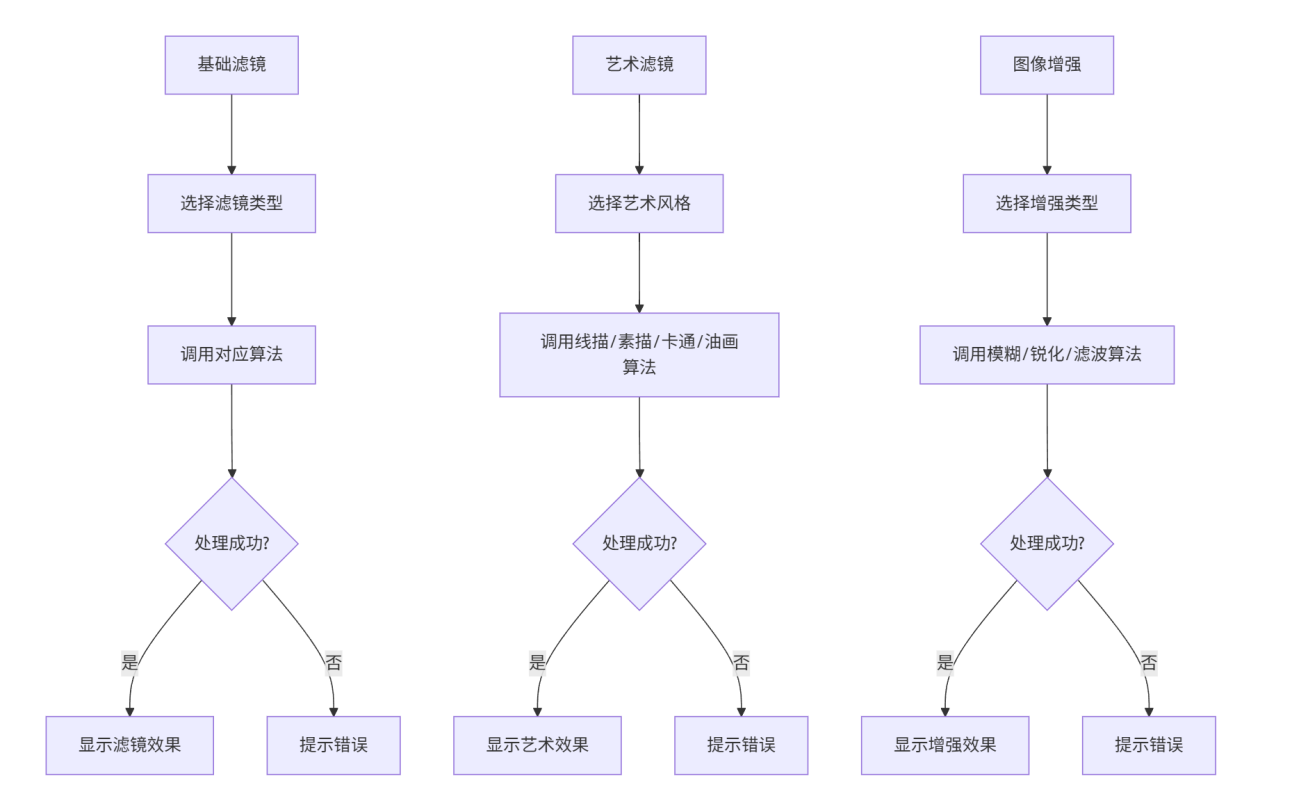 基础滤镜
选择滤镜类型
调用对应算法
处理成功?
是
否
显示滤镜效果
提示错误
艺术滤镜
选择艺术风格
调用线描/素描/卡通/油画
算法
处理成功?
是
否
显示艺术效果
提示错误
图像增强
选择增强类型
调用模糊/锐化/滤波算法
处理成功?
是
否
显示增强效果
提示错误